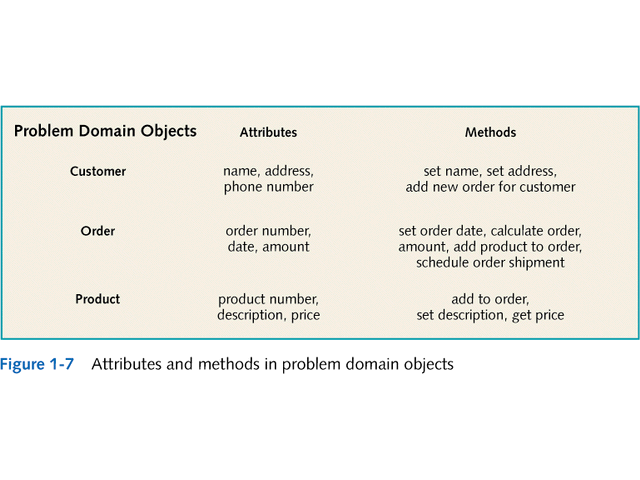 Problem Domain Objects Attributes Methods
Customer name, address, set name, set address,
phone number add new order for customer
Order order number, set order date, calculate order,
date, amount amount, add product to order,
schedule order shipment
Product product number, add to order,
description, price set description, get price
Figure 1-7 Attributes and methods in problem domain objects